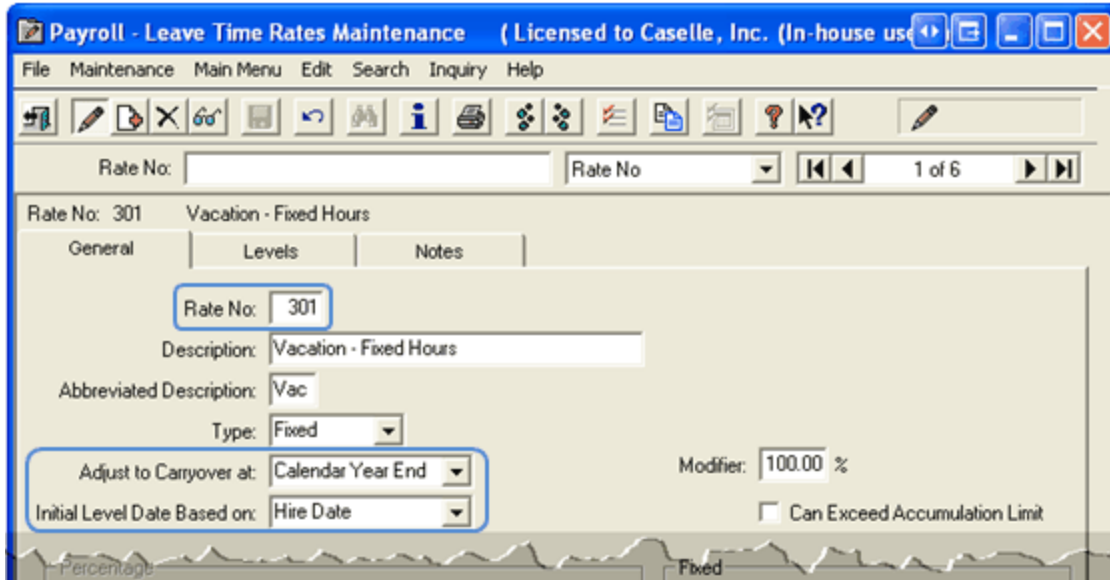 Payroll - Leave Time Rates Maintenance ( Licensed to Caselle, Inc. (In-house use
File Maintenance Main Menu Edit Search Inquiry Help
Rate No: Rate No 1 of 6
Rate No: 301 Vacation - Fixed Hours
General Levels Notes
Rate No: 301
Description: Vacation - Fixed Hours
Abbreviated Description: Vac
Type: Fixed
Adjust to Carryover at: Calendar Year End Modifier: 100.00 %
Initial Level Date Based on: Hire Date Can Exceed Accumulation Limit
Percentage Fixed